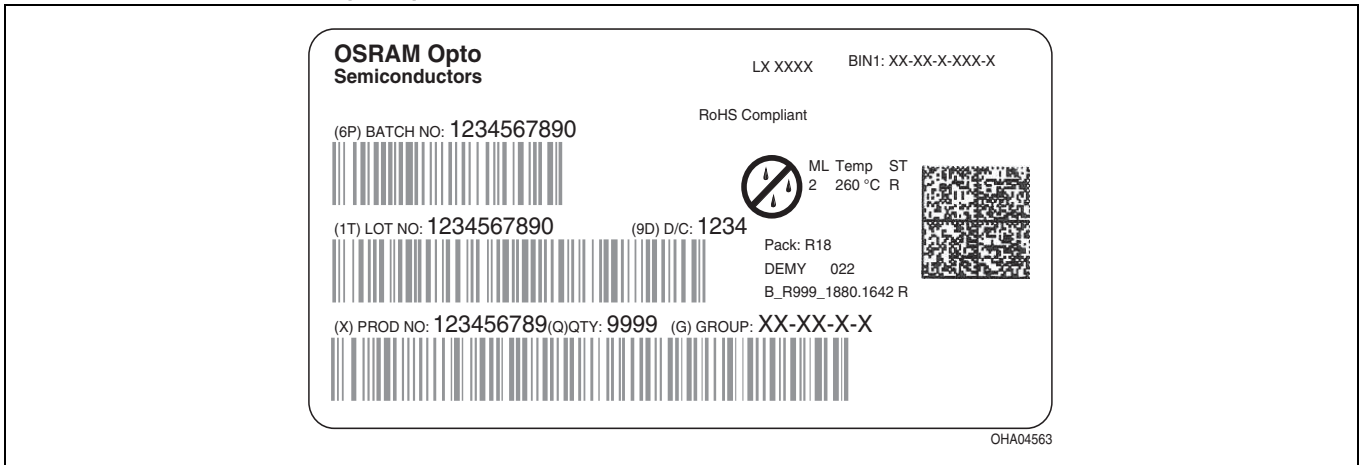 OSRAM Opto
Semiconductors
LX XXXX
BIN1: XX-XX-X-XXX-X
RoHS Compliant
(6P) BATCH NO: 1234567890
ML Temp ST
2 260 °C R
(1T) LOT NO: 1234567890
(9D) D/C: 1234
Pack: R18
DEMY 022
B_R999_1880.1642 R
(X) PROD NO: 123456789(Q)QTY: 9999 (G) GROUP: XX-XX-X-X
OHA04563